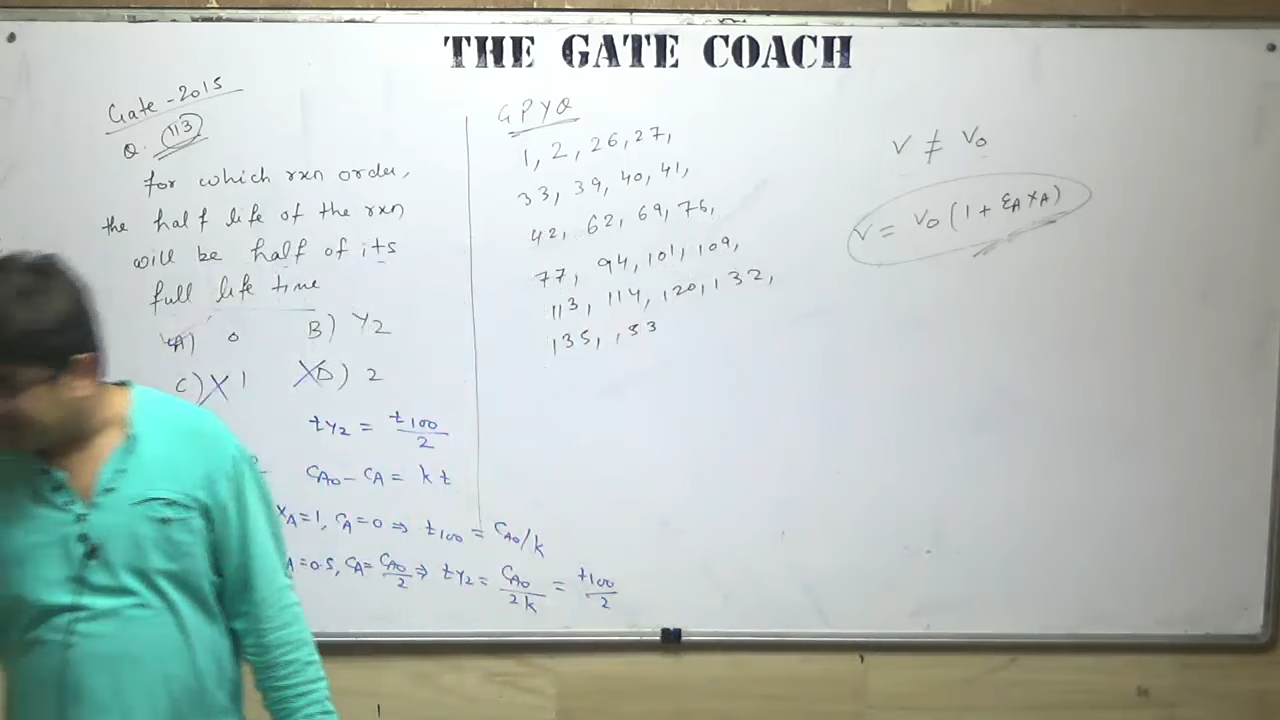 THE GATE COACH
Gate - 2015
Q. 113
for which rxn order,
the half life of the rxn
will be half of its
full life time
A) 0 B) 1/2
C) 1 D) 2
t1/2 = t100/2
CA0 - CA = kt
XA=1, CA=0 ⇒ t100 = CA0/k
A=0.5, CA=CA0/2 ⇒ t1/2 = CA0/2k = t100/2
GPYQ
1, 2, 26, 27,
33, 39, 40, 41,
42, 62, 69, 76,
77, 94, 101, 109,
113, 114, 120, 132,
135, 153
V ≠ V0
V = V0 (1 + εA XA)